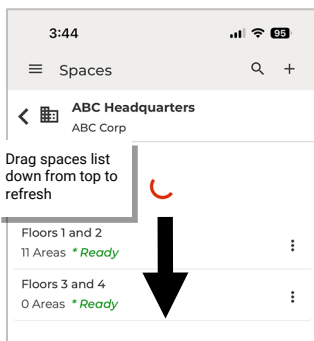 3:44
95
Spaces
ABC Headquarters
ABC Corp
Drag spaces list
down from top to
refresh
Floors 1 and 2
11 Areas * Ready
Floors 3 and 4
0 Areas * Ready